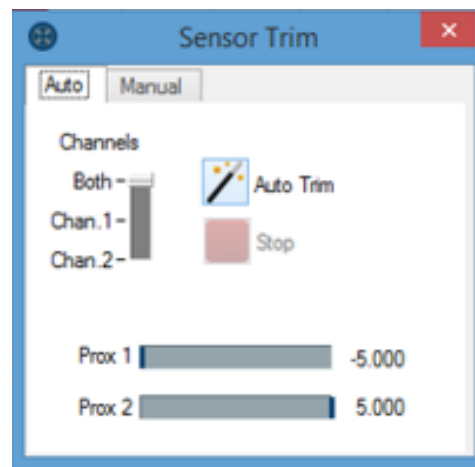 Sensor Trim
Auto Manual
Channels
Both
Auto Trim
Chan.1
Stop
Chan.2
Prox 1 -5.000
Prox 2 5.000